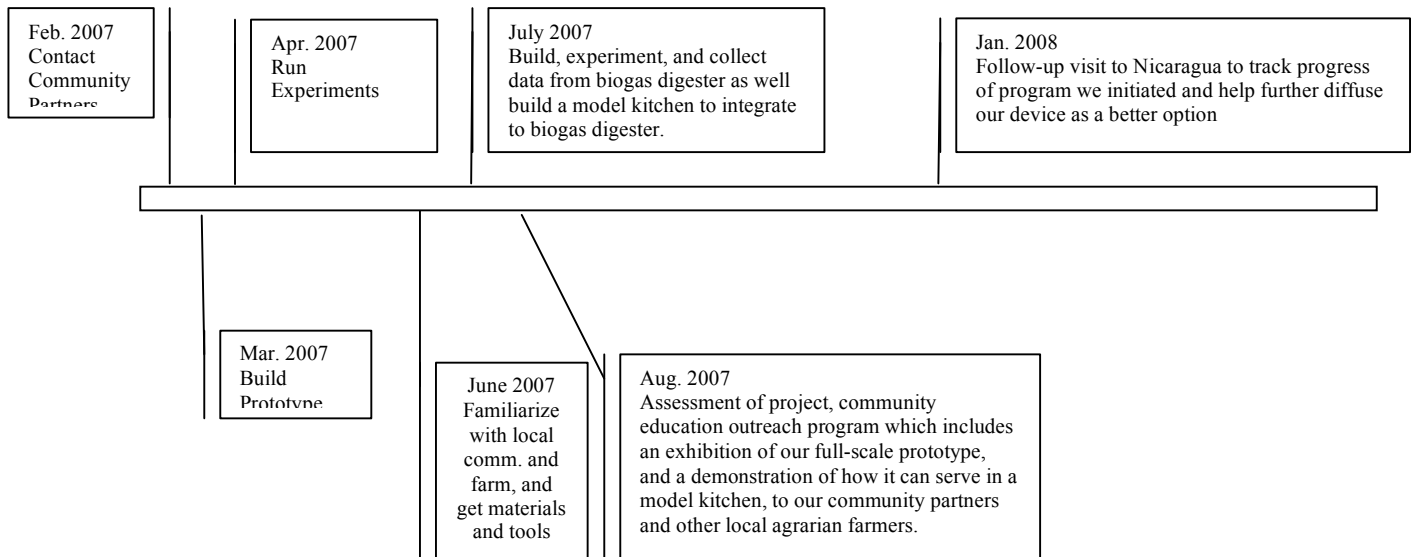 Feb. 2007
Contact
Community
Partners
Apr. 2007
Run
Experiments
July 2007
Build, experiment, and collect
data from biogas digester as well
build a model kitchen to integrate
to biogas digester.
Jan. 2008
Follow-up visit to Nicaragua to track progress
of program we initiated and help further diffuse
our device as a better option
Mar. 2007
Build
Prototype
June 2007
Familiarize
with local
comm. and
farm, and
get materials
and tools
Aug. 2007
Assessment of project, community
education outreach program which includes
an exhibition of our full-scale prototype,
and a demonstration of how it can serve in a
model kitchen, to our community partners
and other local agrarian farmers.